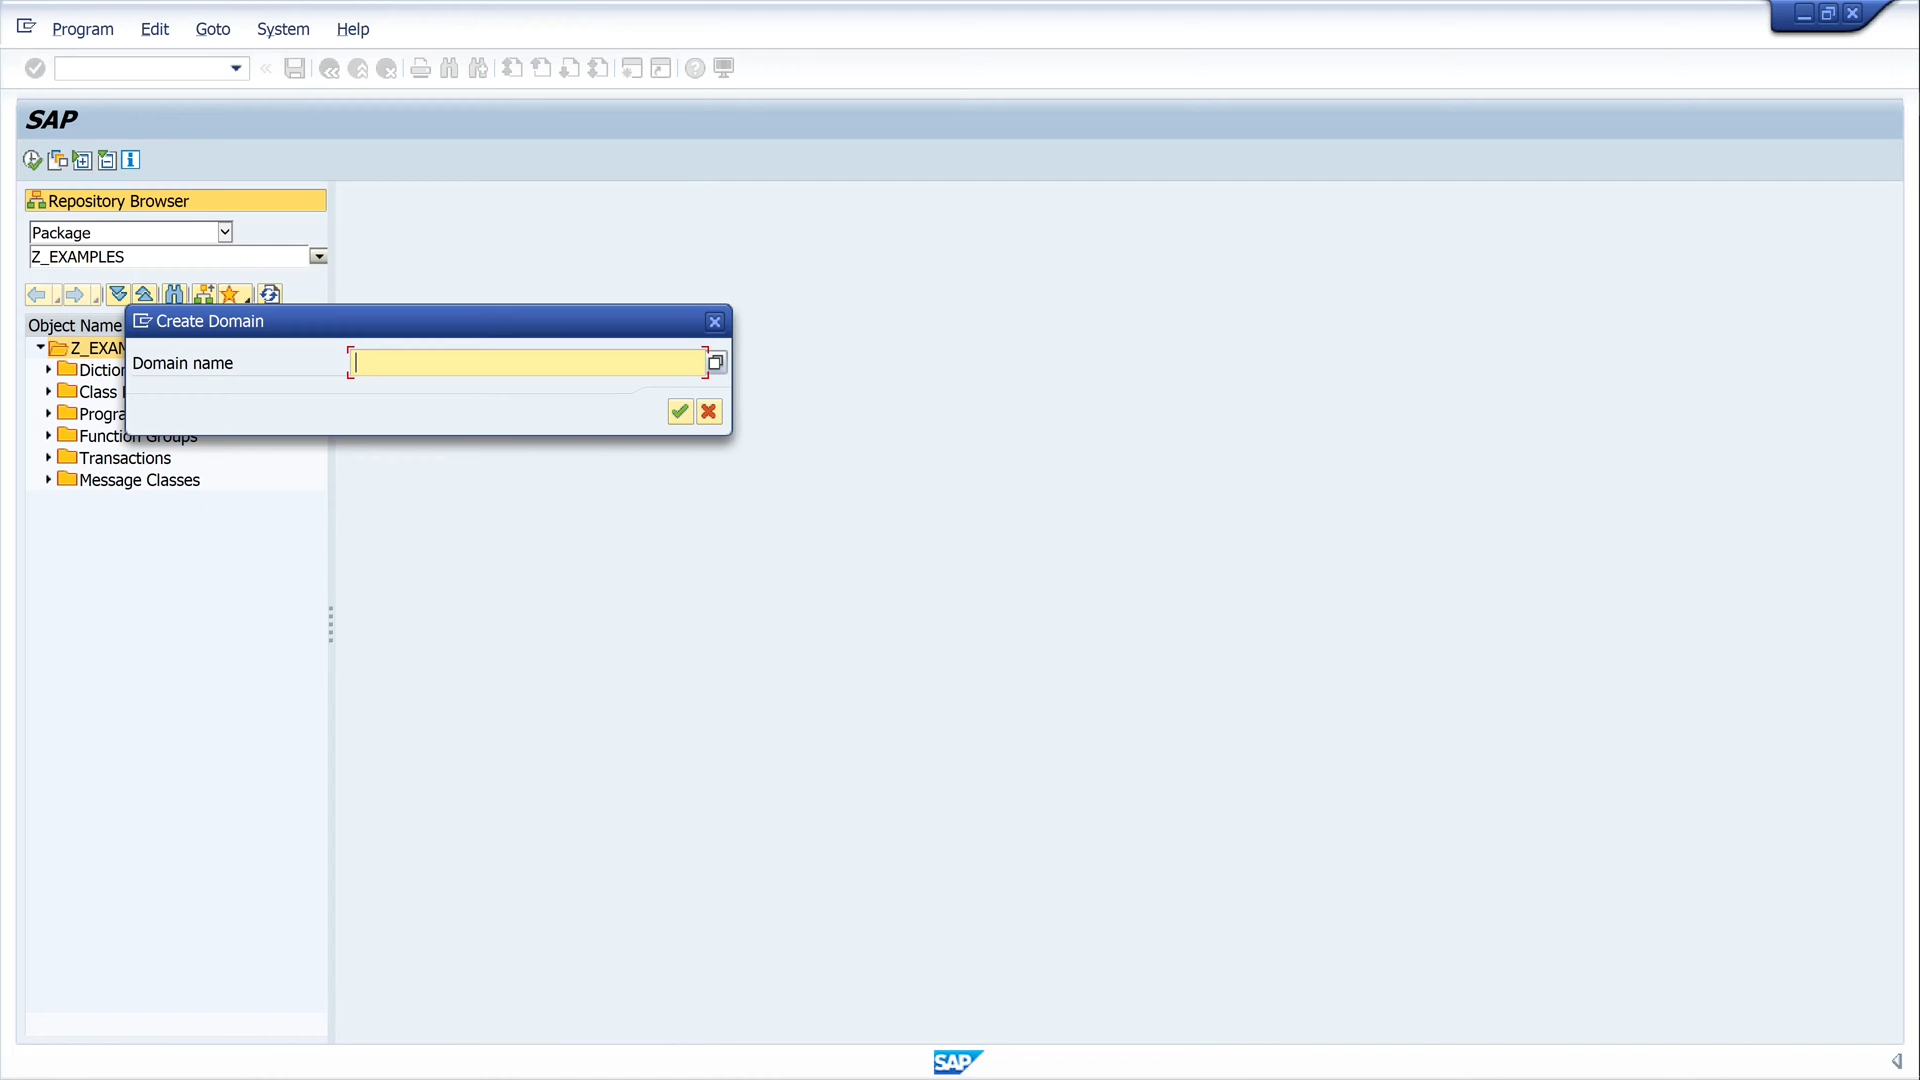 Program Edit Goto System Help
SAP
Repository Browser
Package
Z_EXAMPLES
Object Name
Create Domain
Z_EXAM
Domain name
Diction
Class
Progra
Function Groups
Transactions
Message Classes
SAP